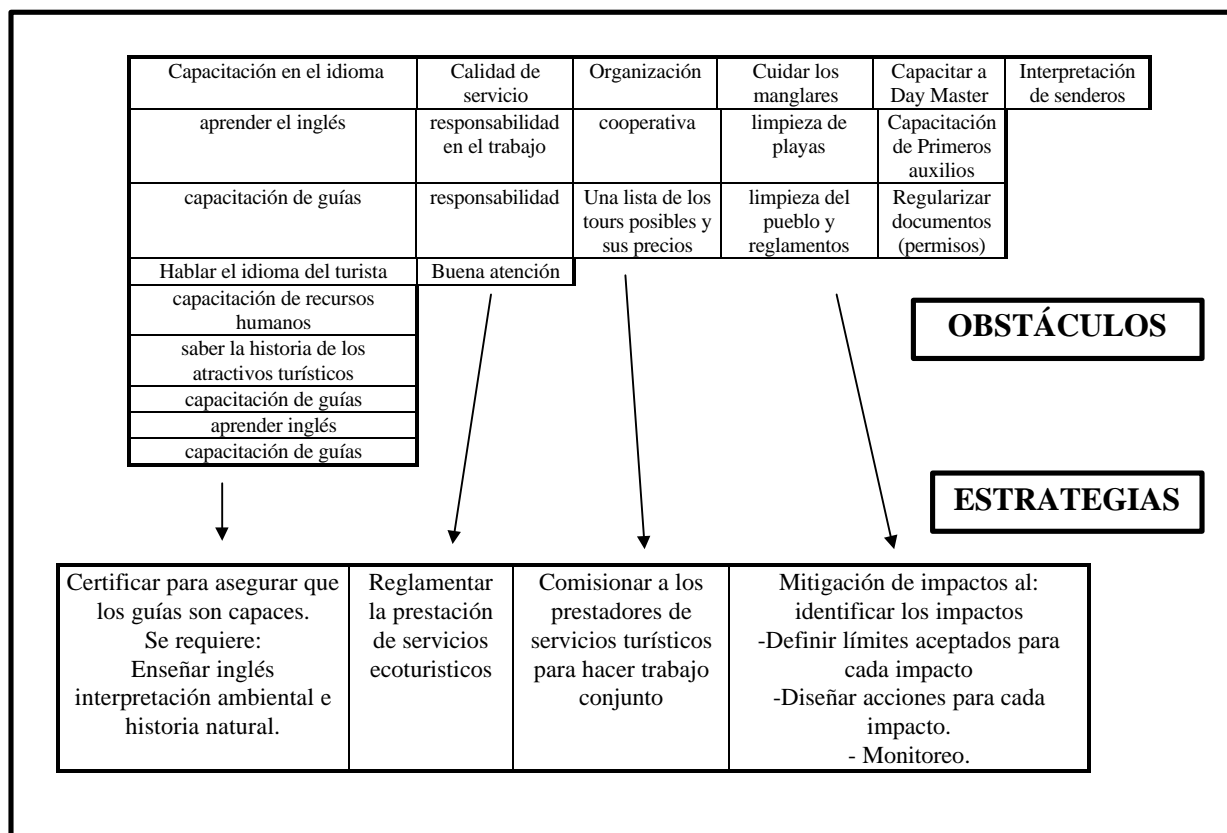 Capacitación en el idioma
Calidad de
servicio
Organización
Cuidar los
manglares
Capacitar a
Day Master
Interpretación
de senderos
aprender el inglés
responsabilidad
en el trabajo
cooperativa
limpieza de
playas
Capacitación
de Primeros
auxilios
capacitación de guías
responsabilidad
Una lista de los
tours posibles y
sus precios
limpieza del
pueblo y
reglamentos
Regularizar
documentos
(permisos)
Hablar el idioma del turista
Buena atención
capacitación de recursos
humanos
saber la historia de los
atractivos turísticos
capacitación de guías
aprender inglés
capacitación de guías
OBSTÁCULOS
ESTRATEGIAS
Certificar para asegurar que
los guías son capaces.
Se requiere:
Enseñar inglés
interpretación ambiental e
historia natural.
Reglamentar
la prestación
de servicios
ecoturisticos
Comisionar a los
prestadores de
servicios turísticos
para hacer trabajo
conjunto
Mitigación de impactos al:
identificar los impactos
-Definir límites aceptados para
cada impacto
-Diseñar acciones para cada
impacto.
- Monitoreo.